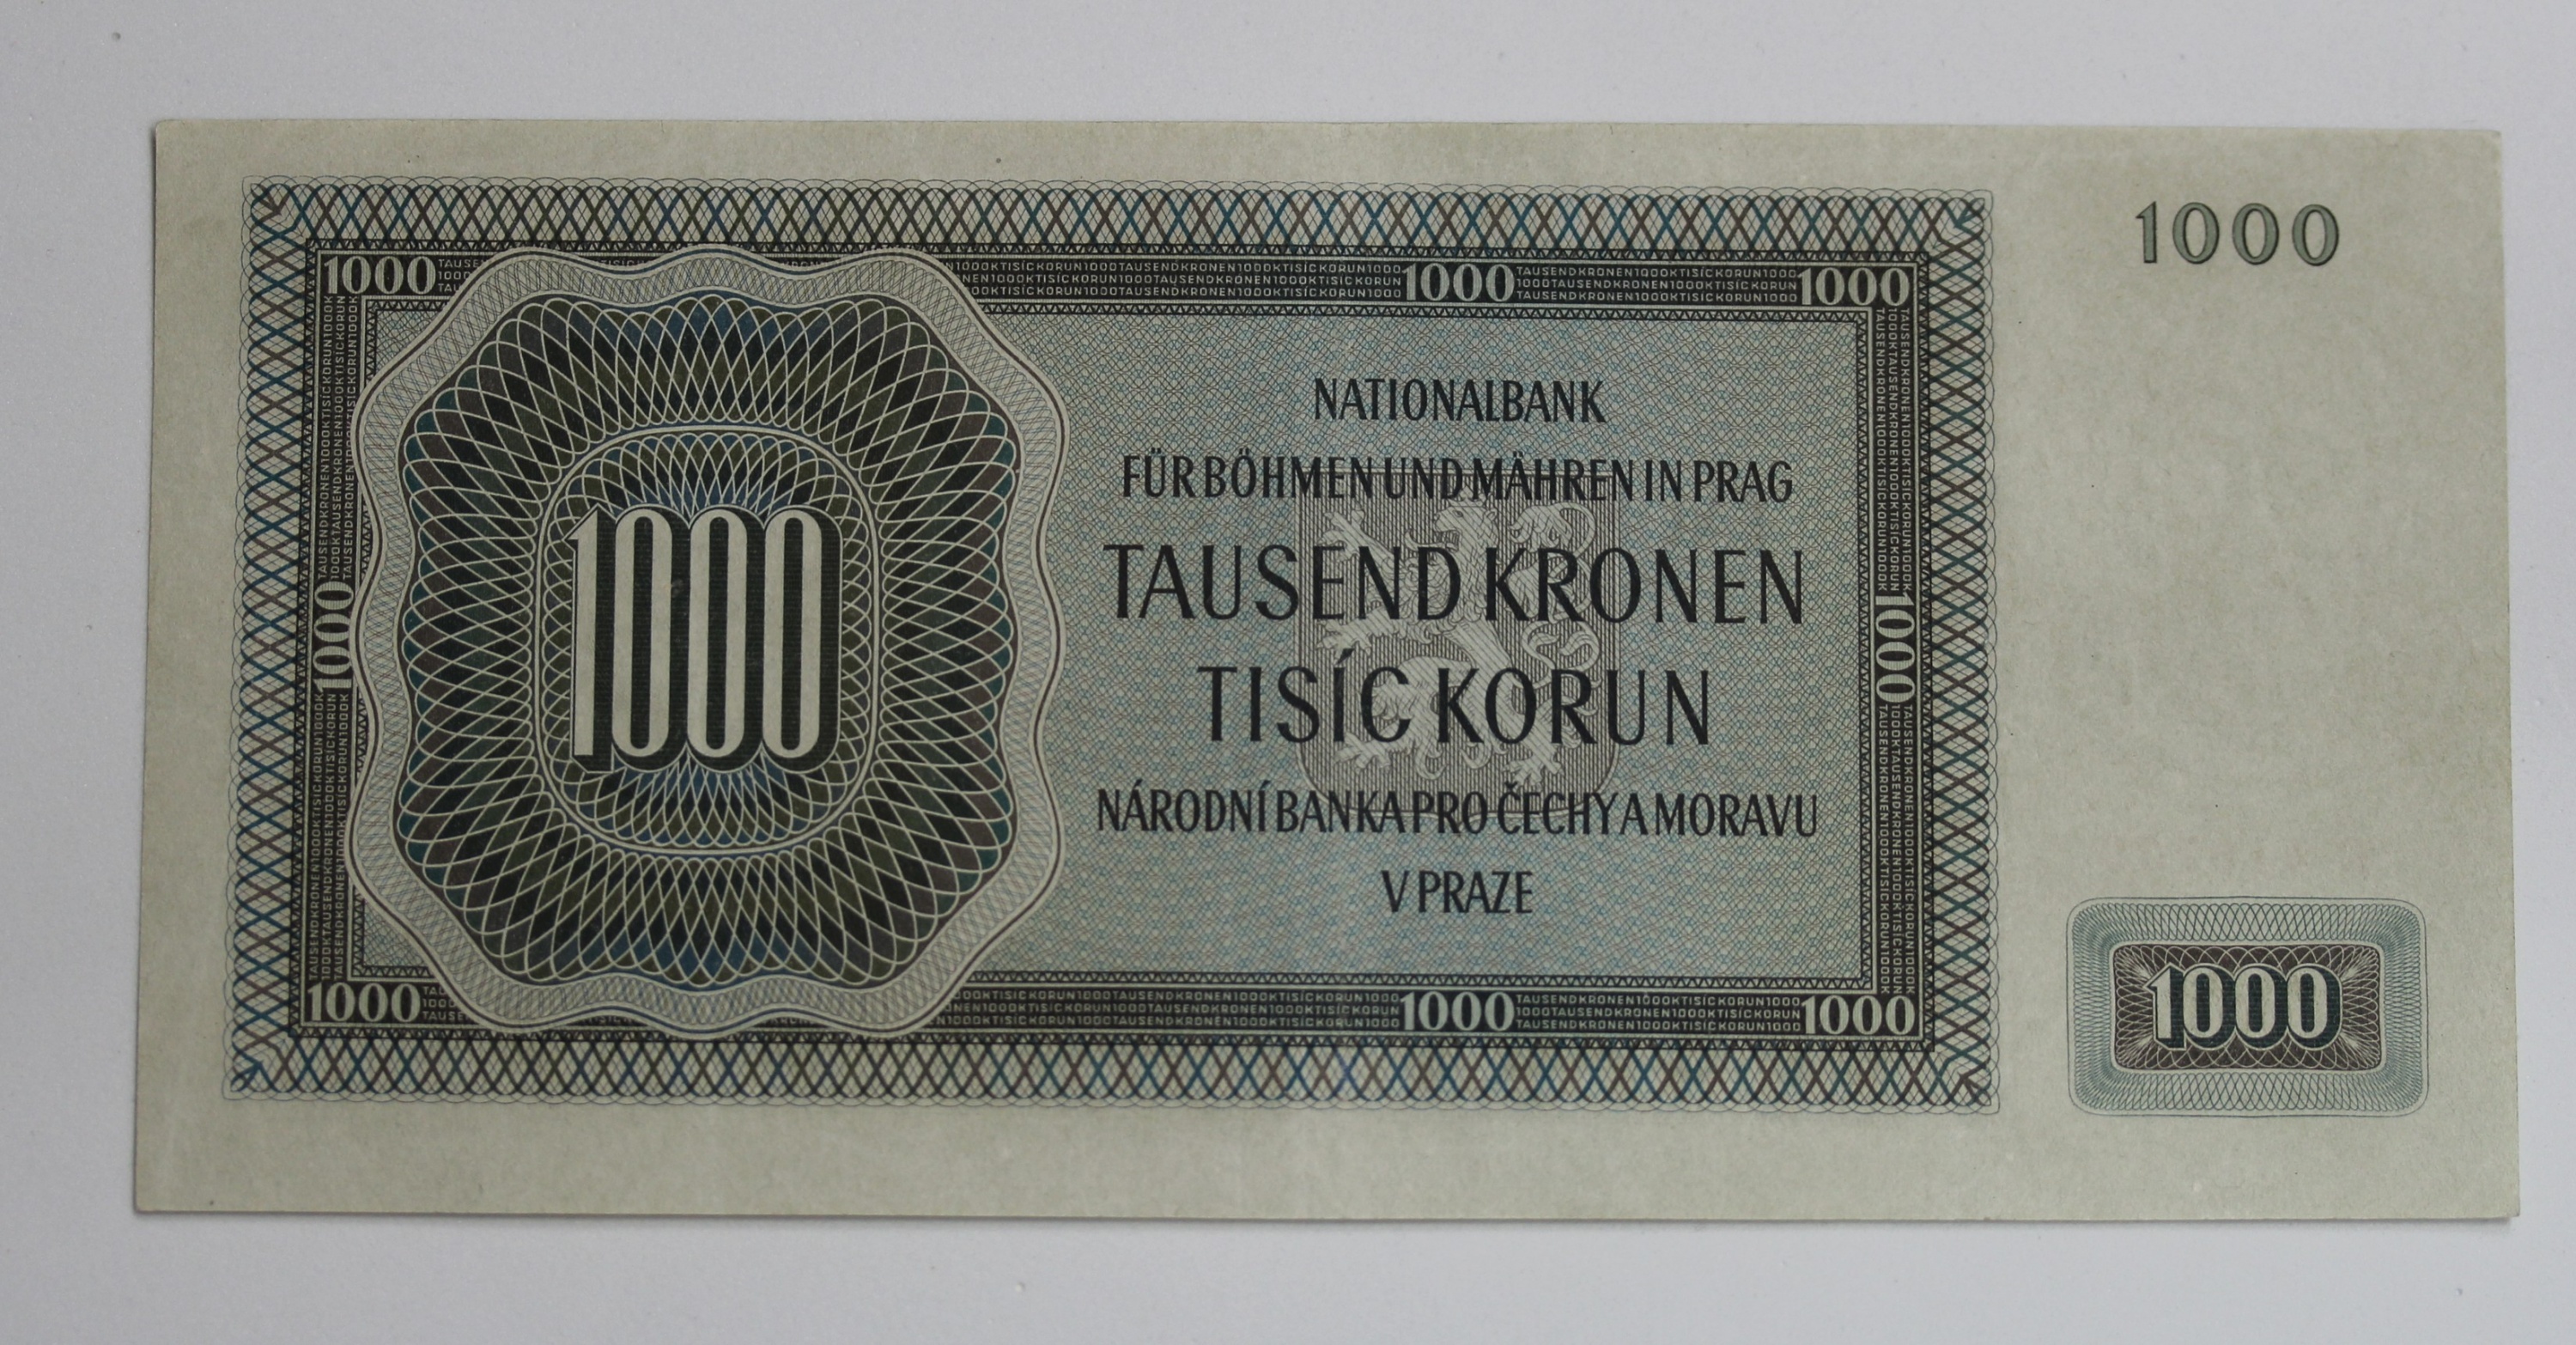 1000
1000 1000 1000
NATIONALBANK
FÜR BÖHMEN UND MÄHREN IN PRAG
TAUSEND KRONEN
TISÍC KORUN
NÁRODNÍ BANKA PRO ČECHY A MORAVU
V PRAZE
1000
1000
1000
1000 1000 1000
1000